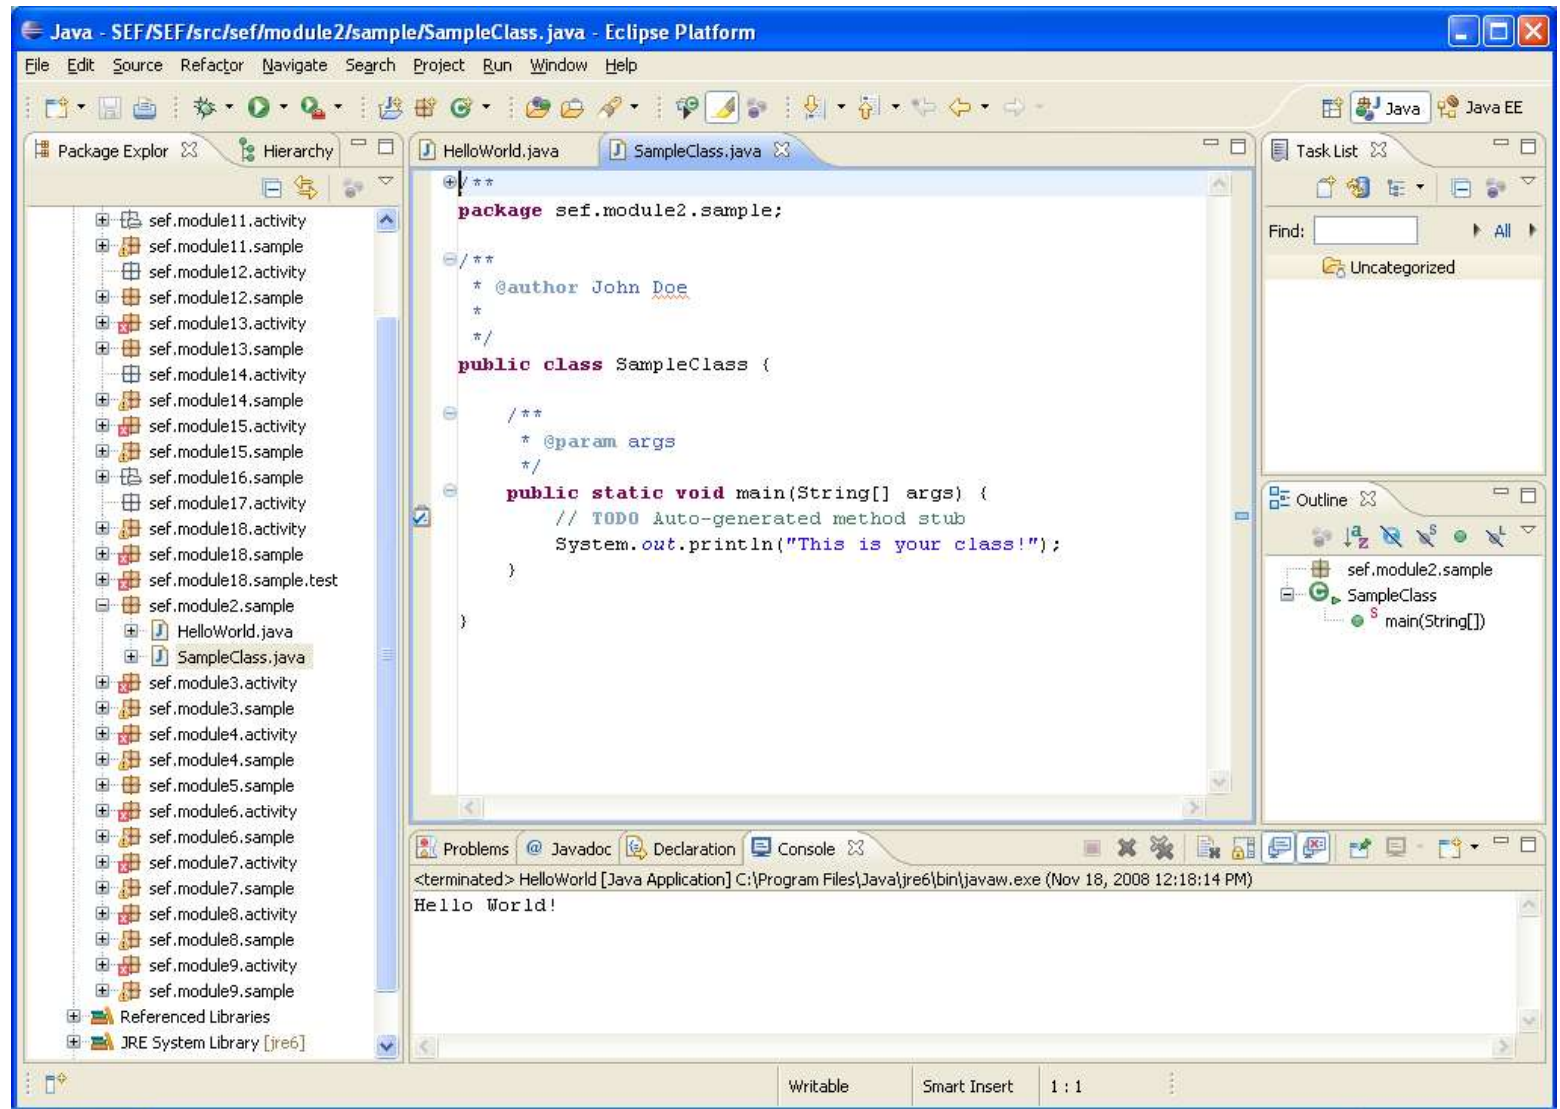 Java - SEF/SEF/src/sef/module2/sample/SampleClass.java - Eclipse Platform
File Edit Source Refactor Navigate Search Project Run Window Help
Java Java EE
Package Explor Hierarchy
sef.module11.activity
sef.module11.sample
sef.module12.activity
sef.module12.sample
sef.module13.activity
sef.module13.sample
sef.module14.activity
sef.module14.sample
sef.module15.activity
sef.module15.sample
sef.module16.sample
sef.module17.activity
sef.module18.activity
sef.module18.sample
sef.module18.sample.test
sef.module2.sample
HelloWorld.java
SampleClass.java
sef.module3.activity
sef.module3.sample
sef.module4.activity
sef.module4.sample
sef.module5.sample
sef.module6.activity
sef.module6.sample
sef.module7.activity
sef.module7.sample
sef.module8.activity
sef.module8.sample
sef.module9.activity
sef.module9.sample
Referenced Libraries
JRE System Library [jre6]
HelloWorld.java SampleClass.java
/**
package sef.module2.sample;
/**
* @author John Doe
*
*/
public class SampleClass {
/**
* @param args
*/
public static void main(String[] args) {
// TODO Auto-generated method stub
System.out.println("This is your class!");
}
}
Task List
Find: All
Uncategorized
Outline
sef.module2.sample
SampleClass
main(String[])
Problems @ Javadoc Declaration Console
<terminated> HelloWorld [Java Application] C:\Program Files\Java\jre6\bin\javaw.exe (Nov 18, 2008 12:18:14 PM)
Hello World!
Writable Smart Insert 1 : 1